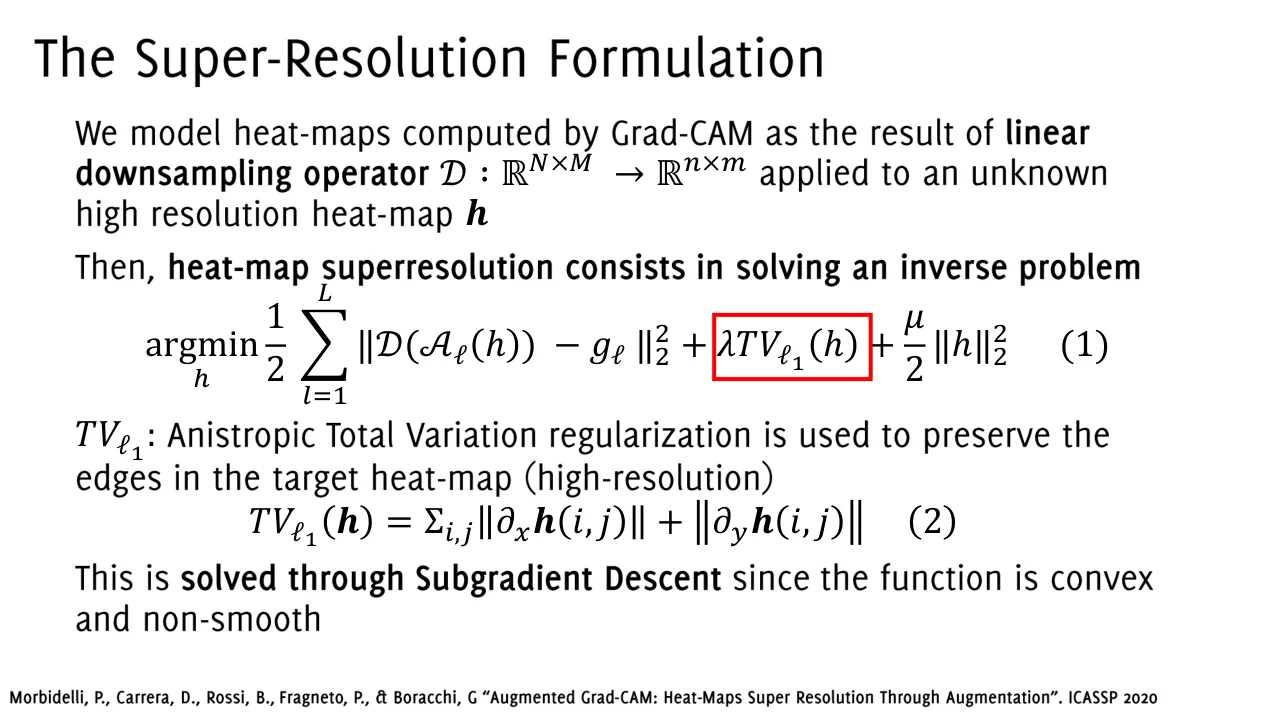 The Super-Resolution Formulation
We model heat-maps computed by Grad-CAM as the result of linear
downsampling operator 𝒟 : ℝ^{N×M} → ℝ^{n×m} applied to an unknown
high resolution heat-map 𝒉
Then, heat-map superresolution consists in solving an inverse problem
argmin_h 1/2 ∑_{l=1}^{L} ‖𝒟(𝒜_ℓ(h)) − g_ℓ ‖_2^2 + λTV_{ℓ_1}(h) + μ/2 ‖h‖_2^2 (1)
TV_{ℓ_1}: Anistropic Total Variation regularization is used to preserve the
edges in the target heat-map (high-resolution)
TV_{ℓ_1}(𝒉) = Σ_{i,j}‖∂_x𝒉(i,j)‖ + ‖∂_y𝒉(i,j)‖ (2)
This is solved through Subgradient Descent since the function is convex
and non-smooth
Morbidelli, P., Carrera, D., Rossi, B., Fragneto, P., & Boracchi, G “Augmented Grad-CAM: Heat-Maps Super Resolution Through Augmentation”. ICASSP 2020